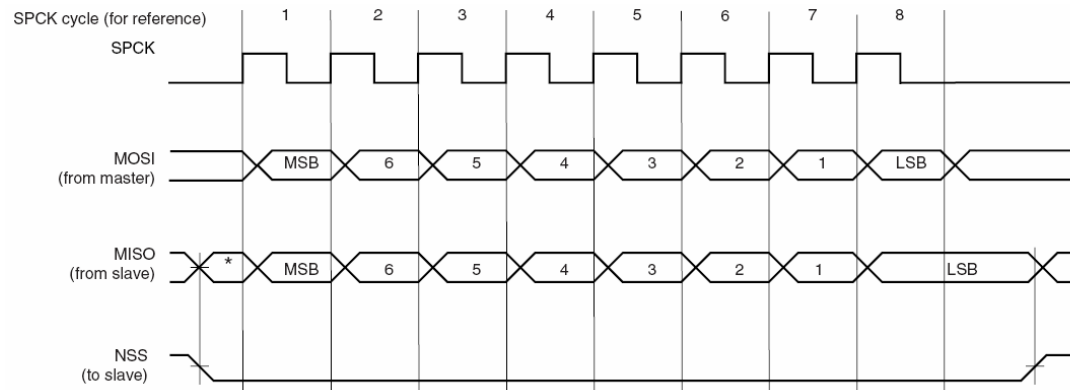 SPCK cycle (for reference) 1 2 3 4 5 6 7 8
SPCK
MOSI
(from master)
MSB 6 5 4 3 2 1 LSB
MISO
(from slave)
* MSB 6 5 4 3 2 1 LSB
NSS
(to slave)